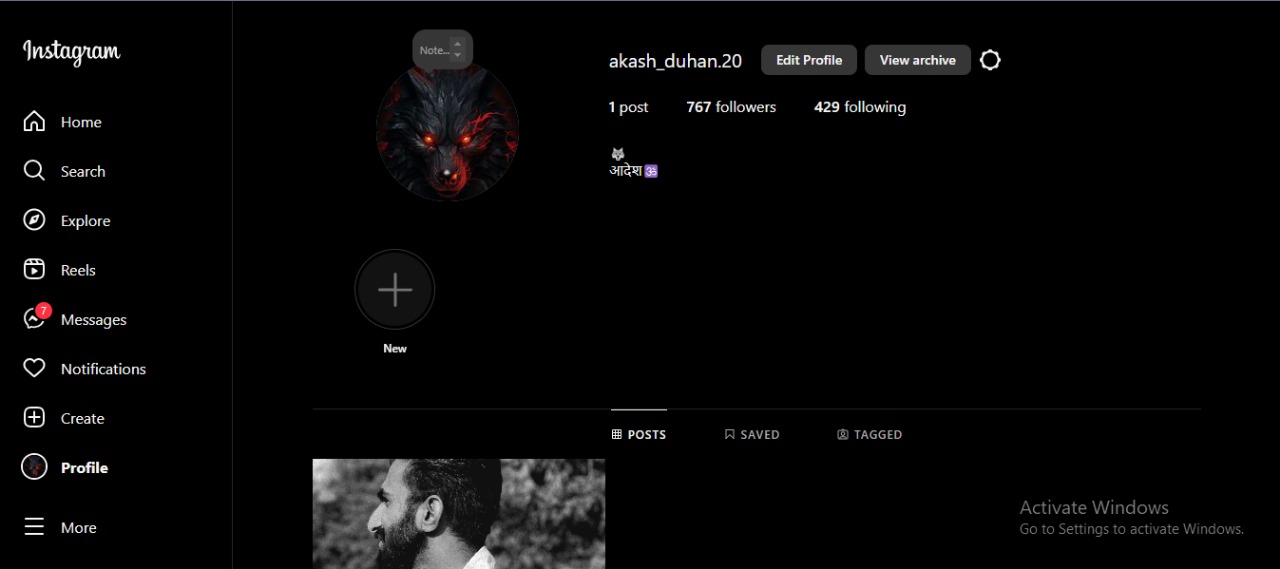 Instagram
Home
Search
Explore
Reels
7
Messages
Notifications
Create
Profile
More
Note...
akash_duhan.20 Edit Profile View archive
1 post 767 followers 429 following
🐺
आदेश🕉️
New
POSTS SAVED TAGGED
Activate Windows
Go to Settings to activate Windows.